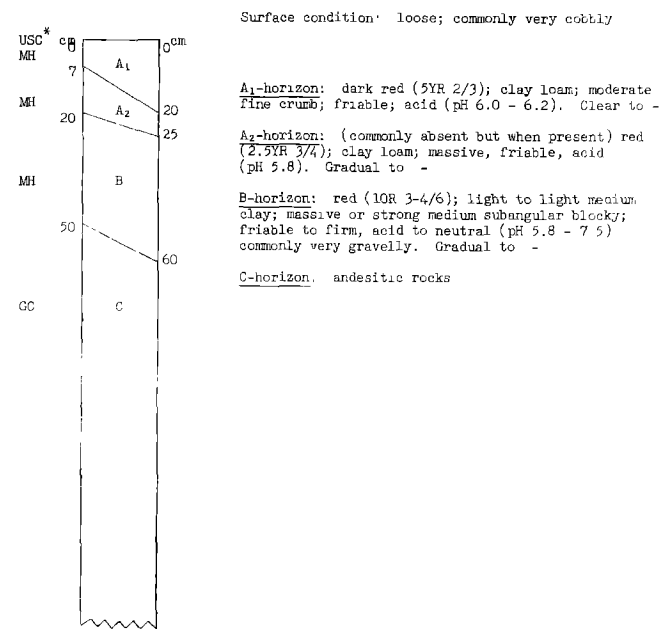 Surface condition· loose; commonly very cobbly
USC* cm cm
0 0
MH
A₁
7
A₁-horizon: dark red (5YR 2/3); clay loam; moderate
fine crumb; friable; acid (pH 6.0 - 6.2). Clear to -
MH A₂ 20
20 25
A₂-horizon: (commonly absent but when present) red
(2.5YR 3/4); clay loam; massive, friable, acid
(pH 5.8). Gradual to -
MH B
B-horizon: red (10R 3-4/6); light to light medium
clay; massive or strong medium subangular blocky;
friable to firm, acid to neutral (pH 5.8 - 7 5)
commonly very gravelly. Gradual to -
50
60
C-horizon. andesitic rocks
GC C